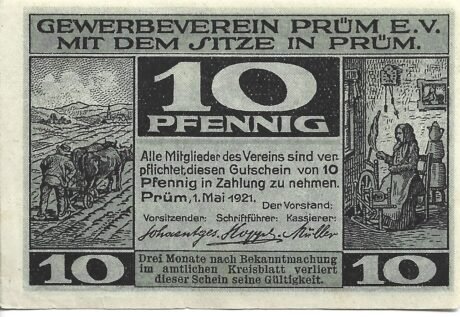 GEWERBEVEREIN PRÜM E.V.
MIT DEM SITZE IN PRÜM.
10
PFENNIG
Alle Mitglieder des Vereins sind ver
pflichtet, diesen Gutschein von 10
Pfennig in Zahlung zu nehmen.
Prüm, 1. Mai 1921.
Der Vorstand:
Vorsitzender: Schriftführer: Kassierer:
Müller
10
Drei Monate nach Bekanntmachung
im amtlichen Kreisblatt verliert
dieser Schein seine Gültigkeit.
10